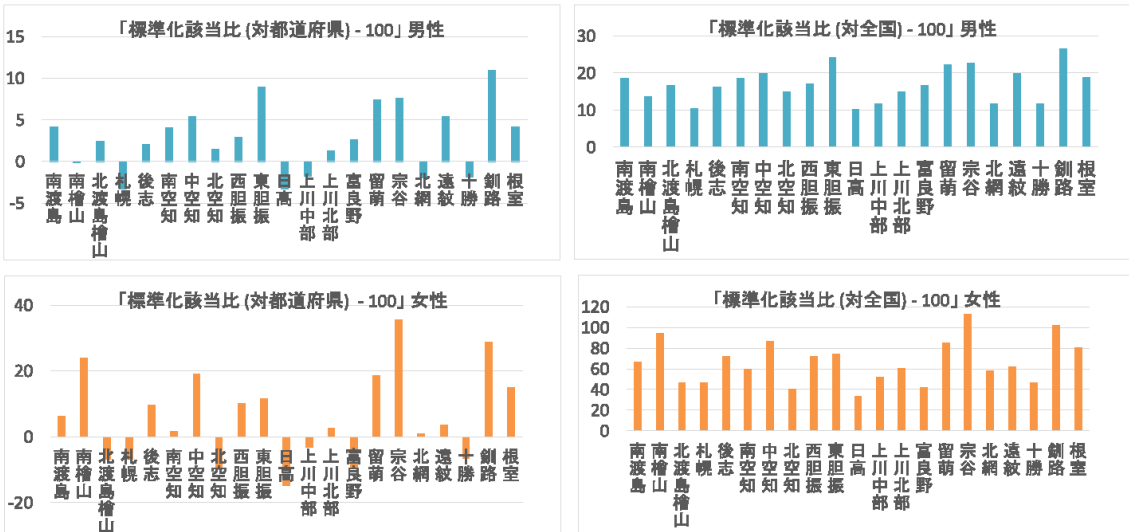 「標準化該当比 (対都道府県) - 100」 男性
15
10
5
0
-5
南渡島
南檜山
北渡島檜山
札幌
後志
南空知
中空知
北空知
西胆振
東胆振
日高
上川中部
上川北部
富良野
留萌
宗谷
北網
遠紋
十勝
釧路
根室
「標準化該当比 (対全国) - 100」 男性
30
20
10
0
南渡島
南檜山
北渡島檜山
札幌
後志
南空知
中空知
北空知
西胆振
東胆振
日高
上川中部
上川北部
富良野
留萌
宗谷
北網
遠紋
十勝
釧路
根室
「標準化該当比 (対都道府県) - 100」 女性
40
20
0
-20
南渡島
南檜山
北渡島檜山
札幌
後志
南空知
中空知
北空知
西胆振
東胆振
日高
上川中部
上川北部
富良野
留萌
宗谷
北網
遠紋
十勝
釧路
根室
「標準化該当比 (対全国) - 100」 女性
120
100
80
60
40
20
0
南渡島
南檜山
北渡島檜山
札幌
後志
南空知
中空知
北空知
西胆振
東胆振
日高
上川中部
上川北部
富良野
留萌
宗谷
北網
遠紋
十勝
釧路
根室